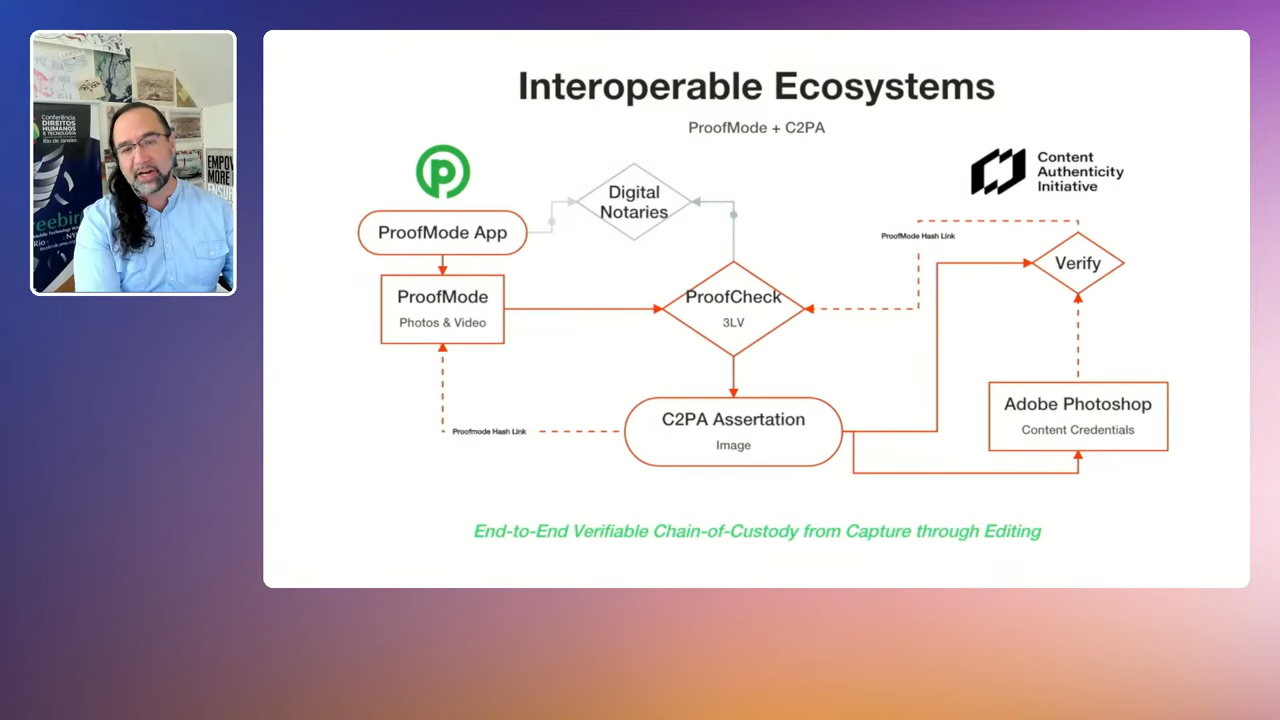 Interoperable Ecosystems
ProofMode + C2PA
Content
Authenticity
Initiative
Digital
Notaries
ProofMode App
ProofMode Hash Link
Verify
ProofMode
Photos & Video
ProofCheck
3LV
C2PA Assertation
Image
Proofmode Hash Link
Adobe Photoshop
Content Credentials
End-to-End Verifiable Chain-of-Custody from Capture through Editing
Conferência
DIREITOS
HUMANOS
E TECNOLOGIA
Rio de Janeiro
MORE